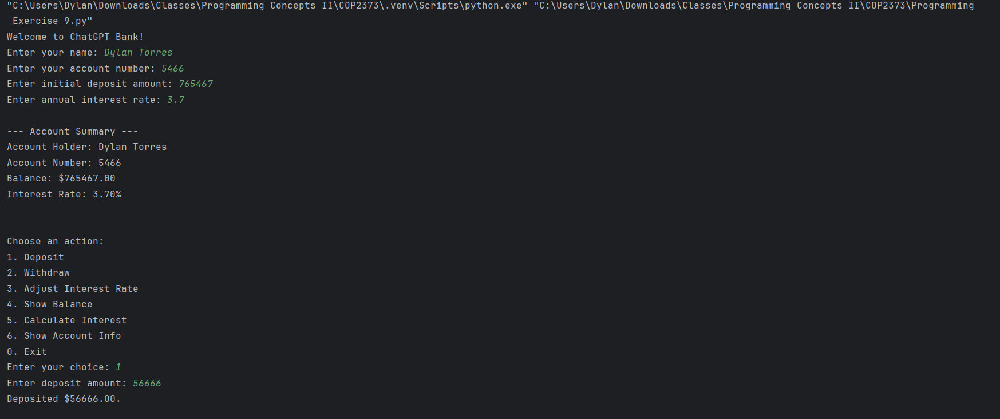 "C:\Users\Dylan\Downloads\Classes\Programming Concepts II\COP2373\.venv\Scripts\python.exe" "C:\Users\Dylan\Downloads\Classes\Programming Concepts II\COP2373\Programming
Exercise 9.py"
Welcome to ChatGPT Bank!
Enter your name: Dylan Torres
Enter your account number: 5466
Enter initial deposit amount: 765467
Enter annual interest rate: 3.7
--- Account Summary ---
Account Holder: Dylan Torres
Account Number: 5466
Balance: $765467.00
Interest Rate: 3.70%
Choose an action:
1. Deposit
2. Withdraw
3. Adjust Interest Rate
4. Show Balance
5. Calculate Interest
6. Show Account Info
0. Exit
Enter your choice: 1
Enter deposit amount: 56666
Deposited $56666.00.